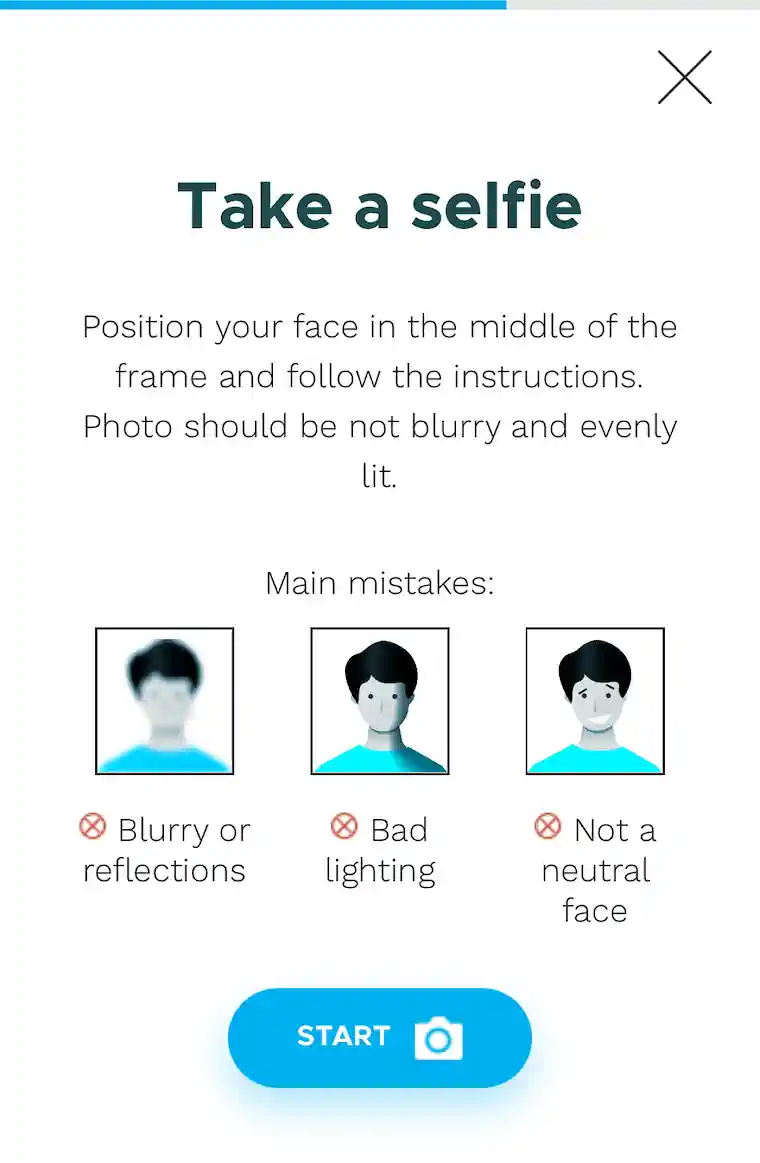 Take a selfie
Position your face in the middle of the
frame and follow the instructions.
Photo should be not blurry and evenly
lit.
Main mistakes:
Blurry or
reflections
Bad
lighting
Not a
neutral
face
START